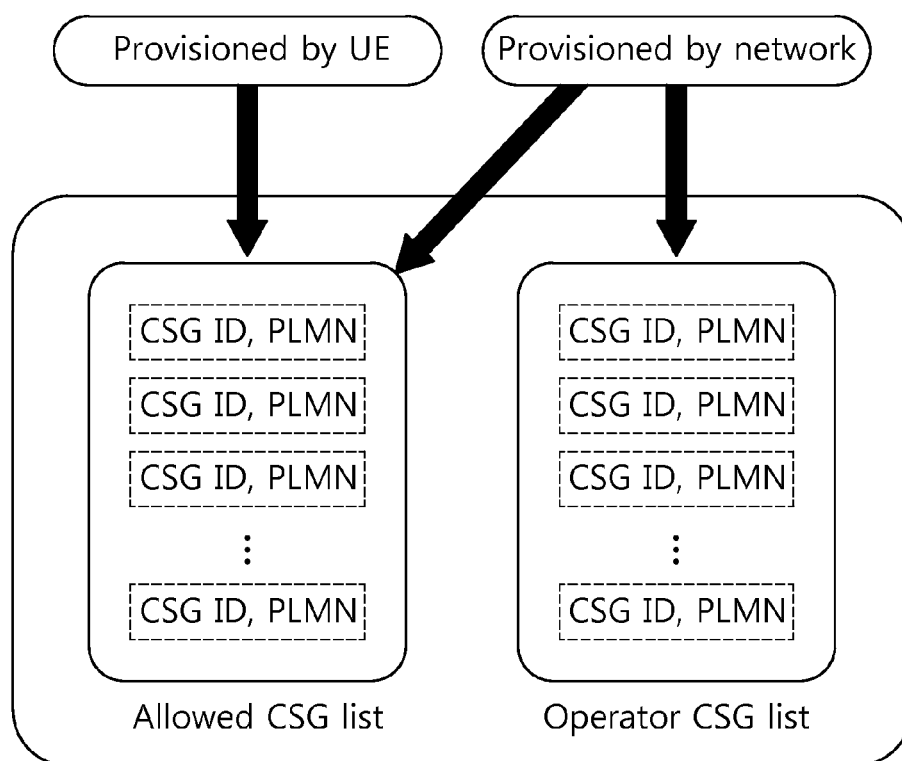 Provisioned by UE
Provisioned by network
CSG ID, PLMN
CSG ID, PLMN
CSG ID, PLMN
⋮
CSG ID, PLMN
Allowed CSG list
CSG ID, PLMN
CSG ID, PLMN
CSG ID, PLMN
⋮
CSG ID, PLMN
Operator CSG list